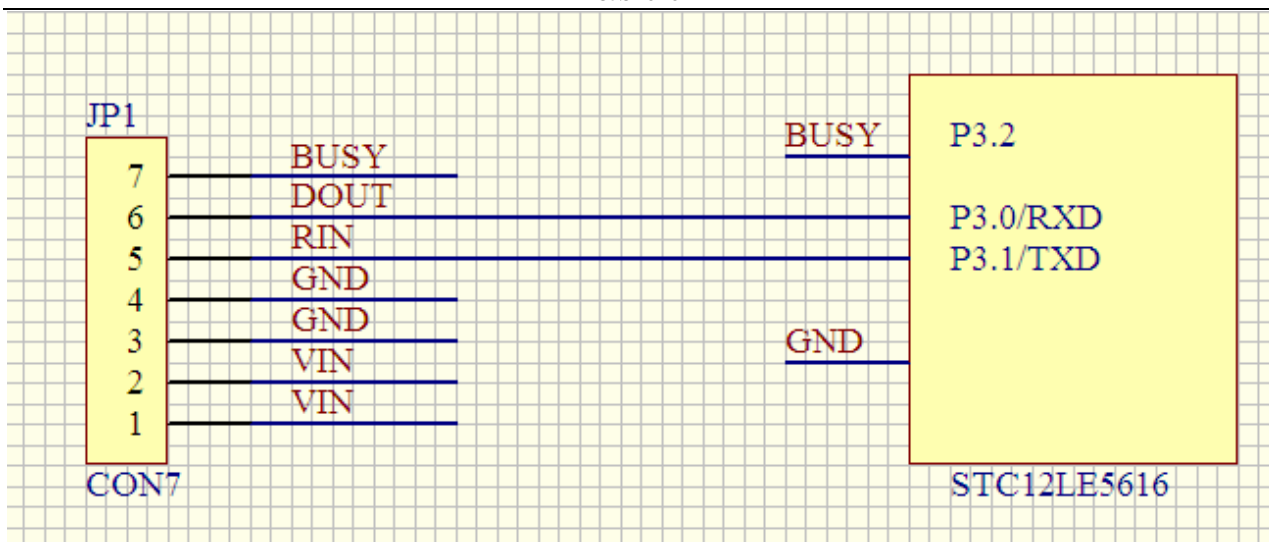 JP1
7 BUSY
6 DOUT
5 RIN
4 GND
3 GND
2 VIN
1 VIN
CON7
BUSY P3.2
P3.0/RXD
P3.1/TXD
GND
STC12LE5616